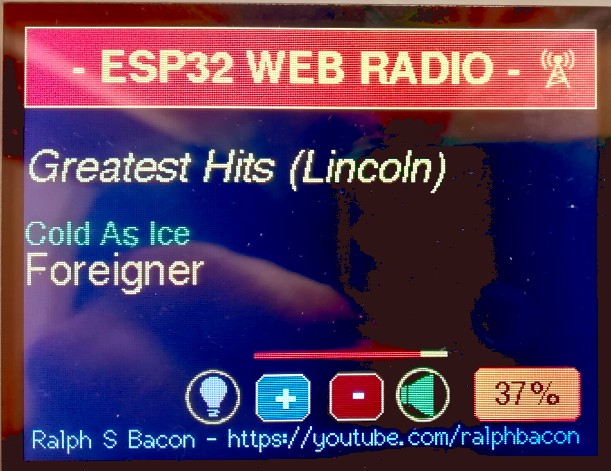 - ESP32 WEB RADIO -
Greatest Hits (Lincoln)
Cold As Ice
Foreigner
+ - 37%
Ralph S Bacon - https://youtube.com/ralphbacon